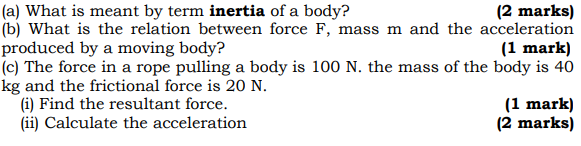 (a) What is meant by term inertia of a body? (2 marks)
(b) What is the relation between force F, mass m and the acceleration
produced by a moving body? (1 mark)
(c) The force in a rope pulling a body is 100 N. the mass of the body is 40
kg and the frictional force is 20 N.
(i) Find the resultant force. (1 mark)
(ii) Calculate the acceleration (2 marks)